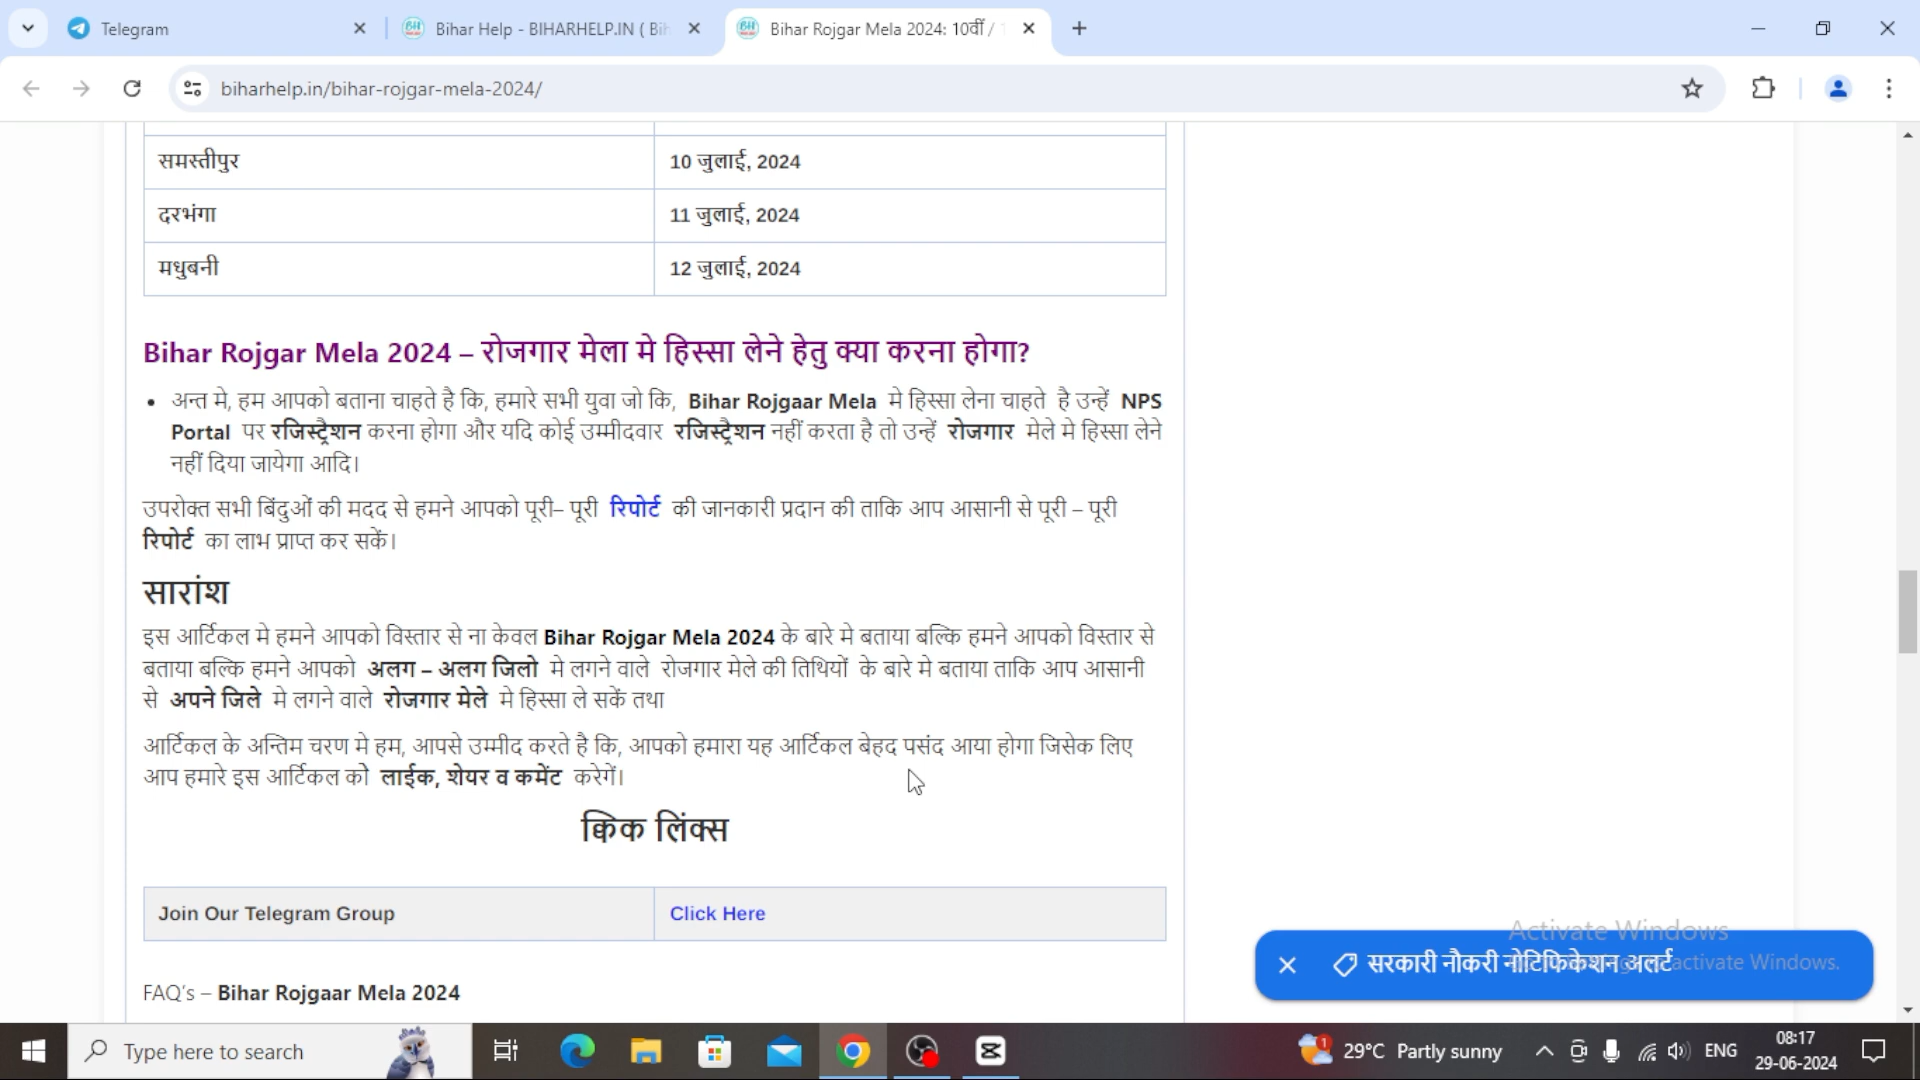 Telegram
Bihar Help - BIHARHELP.IN ( Bih
Bihar Rojgar Mela 2024: 10वीं / 1
biharhelp.in/bihar-rojgar-mela-2024/
समस्तीपुर 10 जुलाई, 2024
दरभंगा 11 जुलाई, 2024
मधुबनी 12 जुलाई, 2024
Bihar Rojgar Mela 2024 – रोजगार मेला मे हिस्सा लेने हेतु क्या करना होगा?
• अन्त मे, हम आपको बताना चाहते है कि, हमारे सभी युवा जो कि, Bihar Rojgaar Mela मे हिस्सा लेना चाहते है उन्हें NPS
Portal पर रजिस्ट्रैशन करना होगा और यदि कोई उम्मीदवार रजिस्ट्रैशन नहीं करता है तो उन्हें रोजगार मेले मे हिस्सा लेने
नहीं दिया जायेगा आदि।
उपरोक्त सभी बिंदुओं की मदद से हमने आपको पूरी– पूरी रिपोर्ट की जानकारी प्रदान की ताकि आप आसानी से पूरी – पूरी
रिपोर्ट का लाभ प्राप्त कर सकें।
सारांश
इस आर्टिकल मे हमने आपको विस्तार से ना केवल Bihar Rojgar Mela 2024 के बारे मे बताया बल्कि हमने आपको विस्तार से
बताया बल्कि हमने आपको अलग – अलग जिलो मे लगने वाले रोजगार मेले की तिथियों के बारे मे बताया ताकि आप आसानी
से अपने जिले मे लगने वाले रोजगार मेले मे हिस्सा ले सकें तथा
आर्टिकल के अन्तिम चरण मे हम, आपसे उम्मीद करते है कि, आपको हमारा यह आर्टिकल बेहद पसंद आया होगा जिसेक लिए
आप हमारे इस आर्टिकल को लाईक, शेयर व कमेंट करेगें।
क्विक लिंक्स
Join Our Telegram Group Click Here
Activate Windows
सरकारी नौकरी नोटिफिकेशन अलर्ट
activate Windows.
FAQ's – Bihar Rojgaar Mela 2024
Type here to search
1
29°C Partly sunny
ENG
08:17
29-06-2024